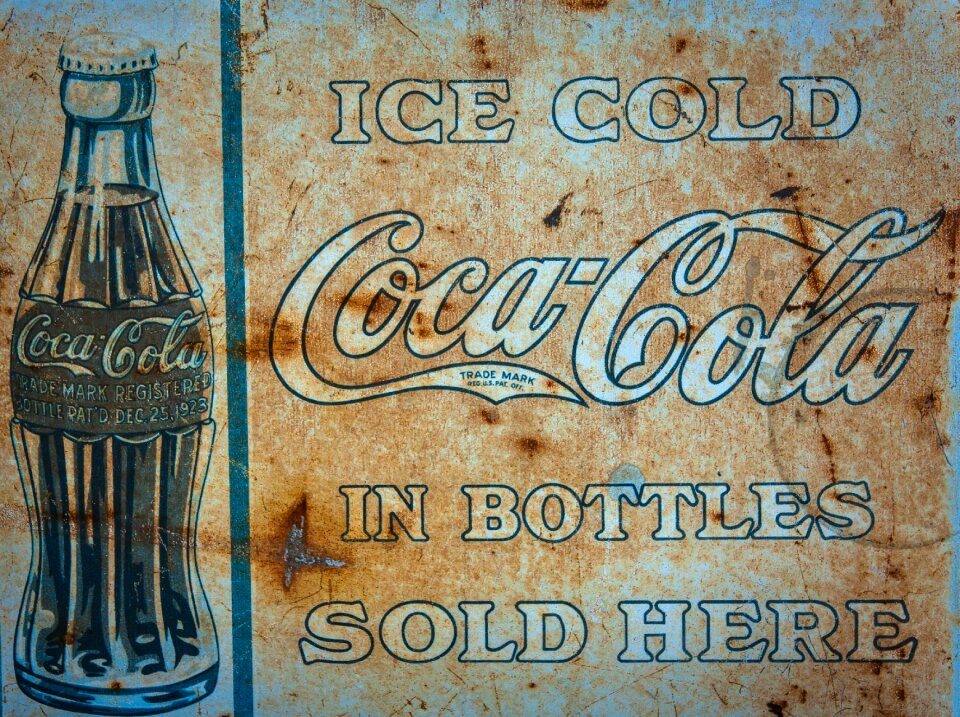 Coca-Cola
TRADE MARK REGISTERED
BOTTLE PAT'D. DEC. 25, 1923
ICE COLD
Coca-Cola
TRADE MARK
REG. U.S. PAT. OFF.
IN BOTTLES
SOLD HERE